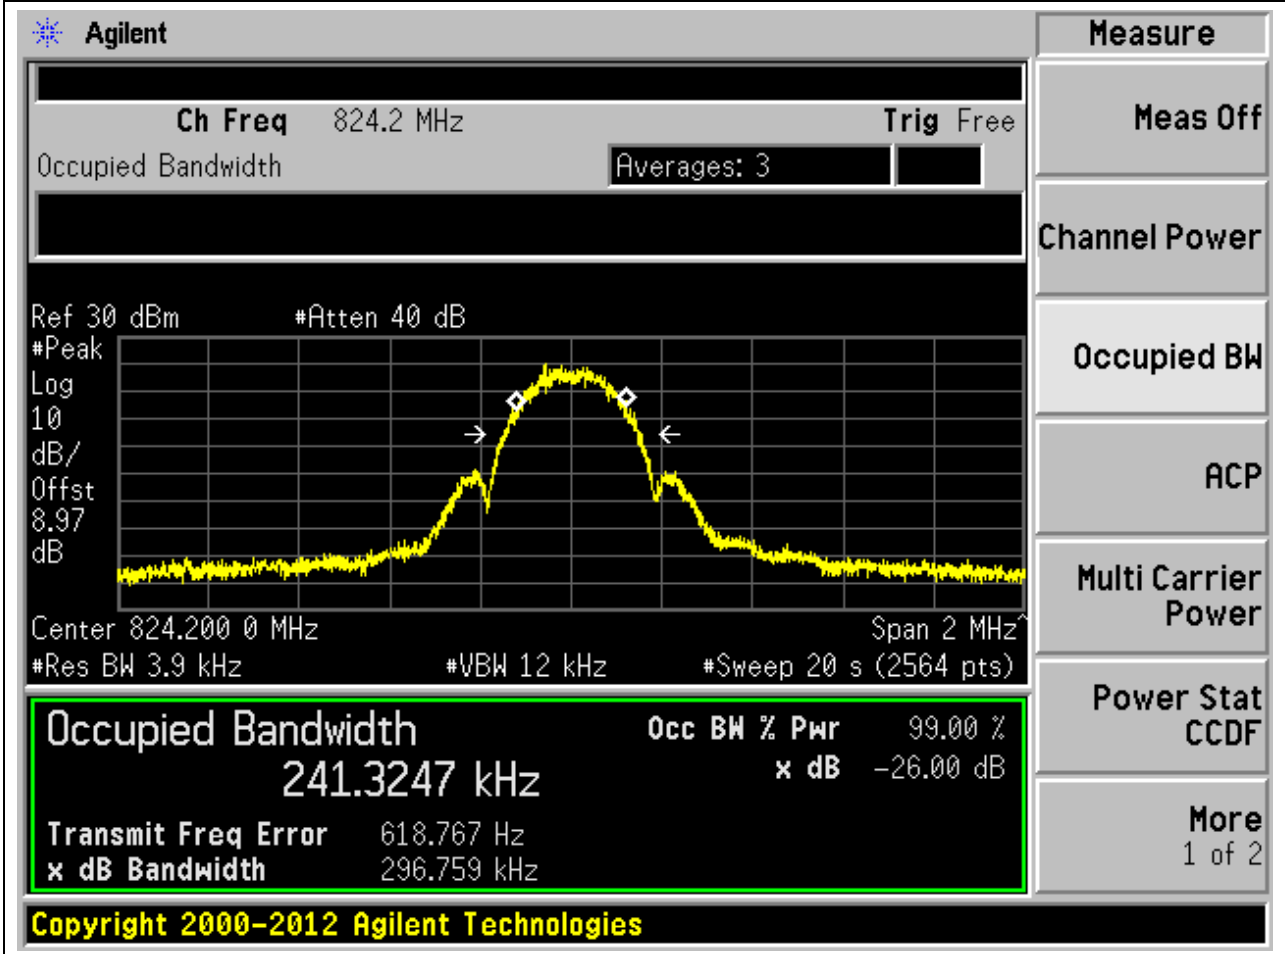 Agilent
Measure
Ch Freq 824.2 MHz Trig Free
Occupied Bandwidth Averages: 3
Meas Off
Channel Power
Occupied BW
ACP
Multi Carrier
Power
Power Stat
CCDF
More
1 of 2
Ref 30 dBm #Atten 40 dB
#Peak
Log
10
dB/
Offst
8.97
dB
Center 824.200 0 MHz Span 2 MHz^
#Res BW 3.9 kHz #VBW 12 kHz #Sweep 20 s (2564 pts)
Occupied Bandwidth Occ BW % Pwr 99.00 %
241.3247 kHz x dB -26.00 dB
Transmit Freq Error 618.767 Hz
x dB Bandwidth 296.759 kHz
Copyright 2000-2012 Agilent Technologies